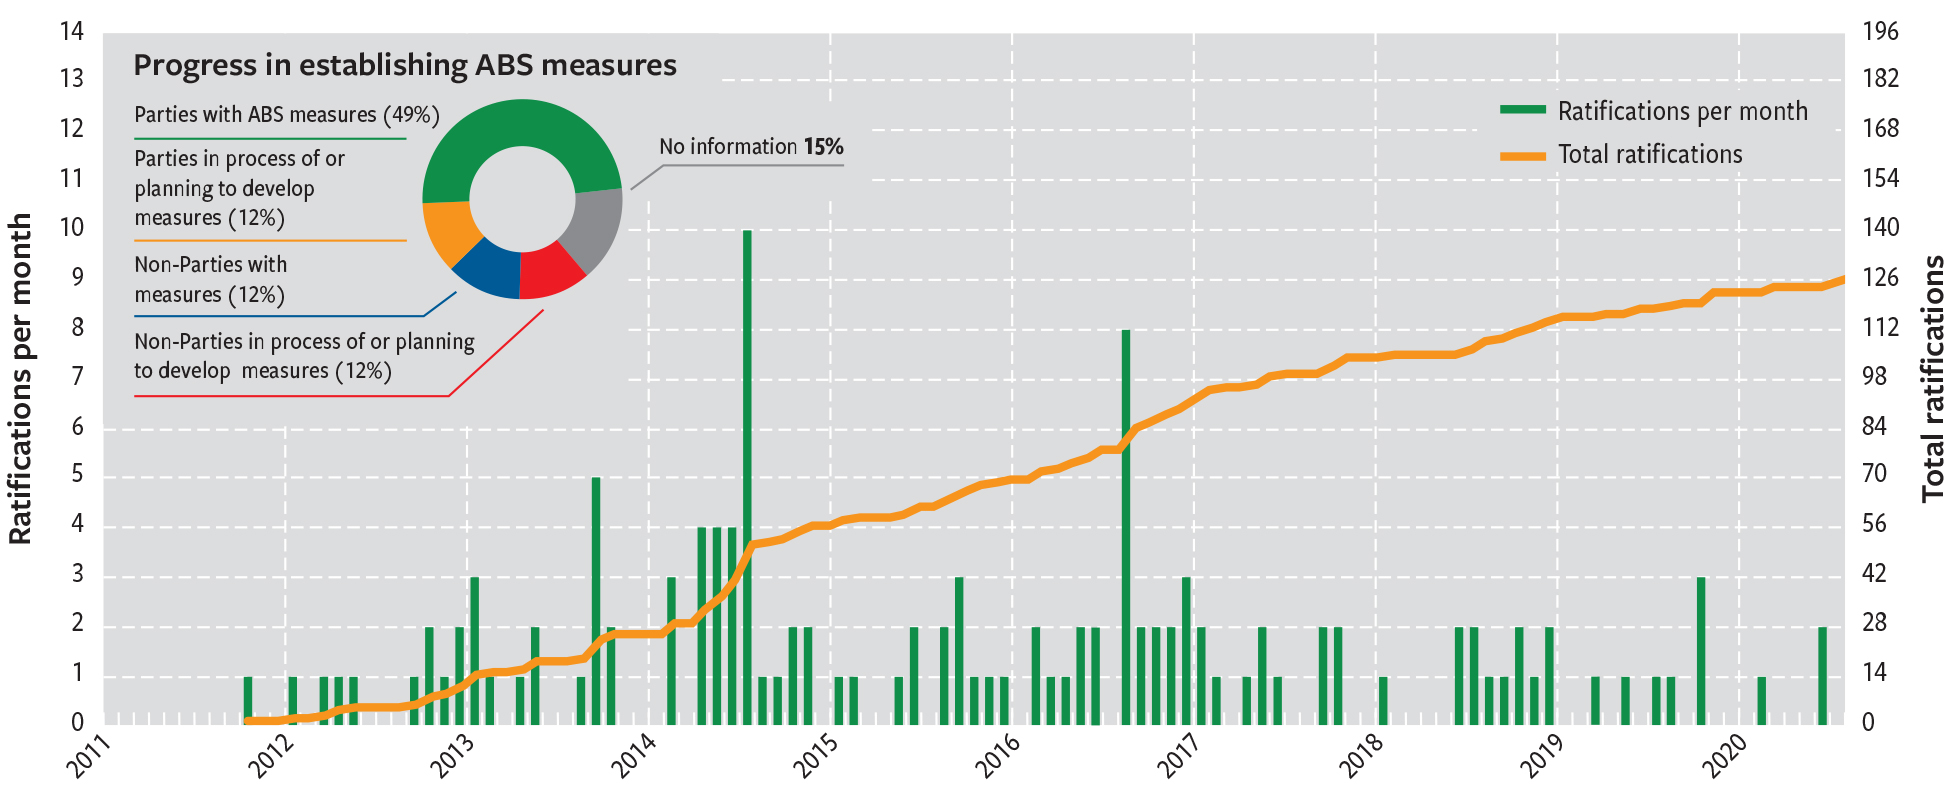 Progress in establishing ABS measures
Parties with ABS measures (49%)
Parties in process of or
planning to develop
measures (12%)
Non-Parties with
measures (12%)
Non-Parties in process of or planning
to develop measures (12%)
No information 15%
Ratifications per month
Total ratifications
Ratifications per month
14
13
12
11
10
9
8
7
6
5
4
3
2
1
0
196
182
168
154
140
126
112
98
84
70
56
42
28
14
0
Total ratifications
2011
2012
2013
2014
2015
2016
2017
2018
2019
2020